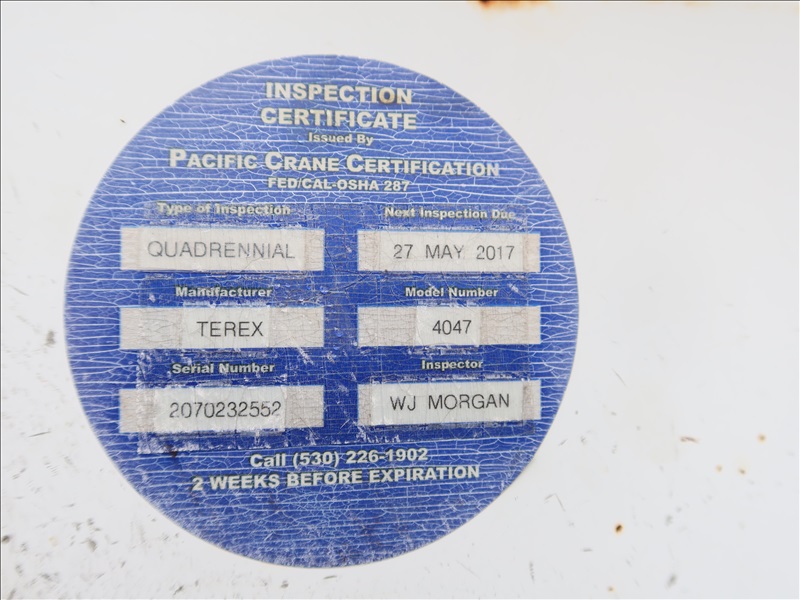 INSPECTION
CERTIFICATE
Issued By
PACIFIC CRANE CERTIFICATION
FED/CAL-OSHA 287
Type of Inspection Next Inspection Due
QUADRENNIAL 27 MAY 2017
Manufacturer Model Number
TEREX 4047
Serial Number Inspector
2070232552 WJ MORGAN
Call (530) 226-1902
2 WEEKS BEFORE EXPIRATION